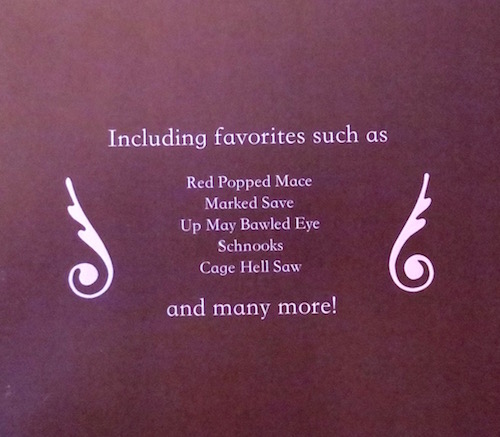 Including favorites such as
Red Popped Mace
Marked Save
Up May Bawled Eye
Schnooks
Cage Hell Saw
and many more!